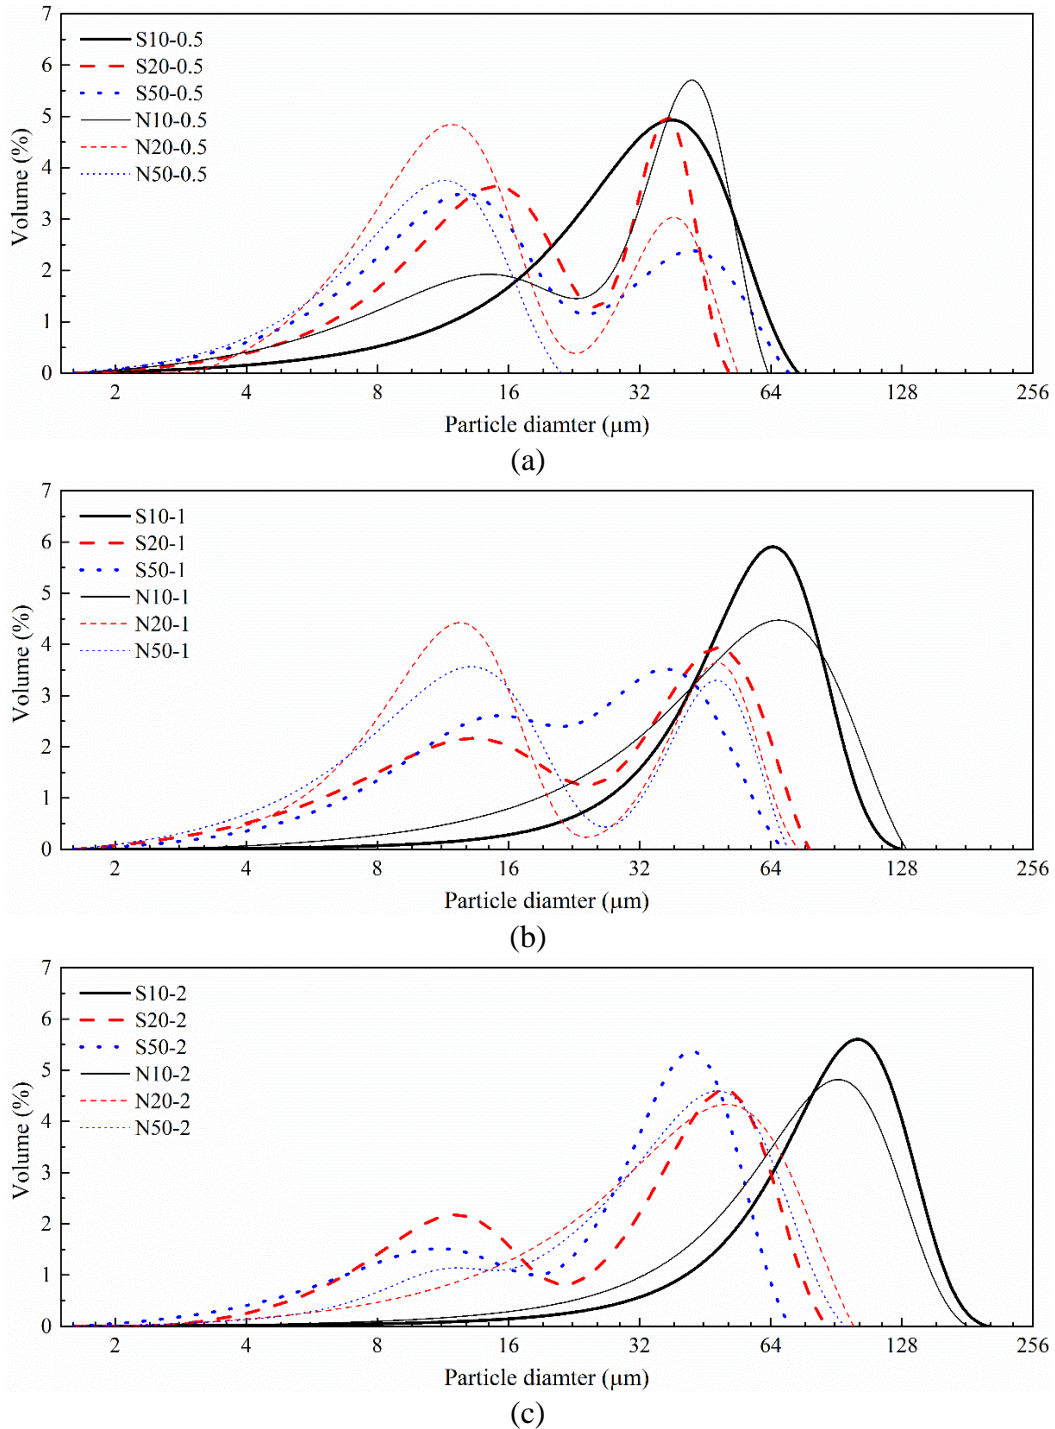 7
6
5
4
3
2
1
0
Volume (%)
S10-0.5
S20-0.5
S50-0.5
N10-0.5
N20-0.5
N50-0.5
2 4 8 16 32 64 128 256
Particle diamter (μm)
(a)
7
6
5
4
3
2
1
0
Volume (%)
S10-1
S20-1
S50-1
N10-1
N20-1
N50-1
2 4 8 16 32 64 128 256
Particle diamter (μm)
(b)
7
6
5
4
3
2
1
0
Volume (%)
S10-2
S20-2
S50-2
N10-2
N20-2
N50-2
2 4 8 16 32 64 128 256
Particle diamter (μm)
(c)